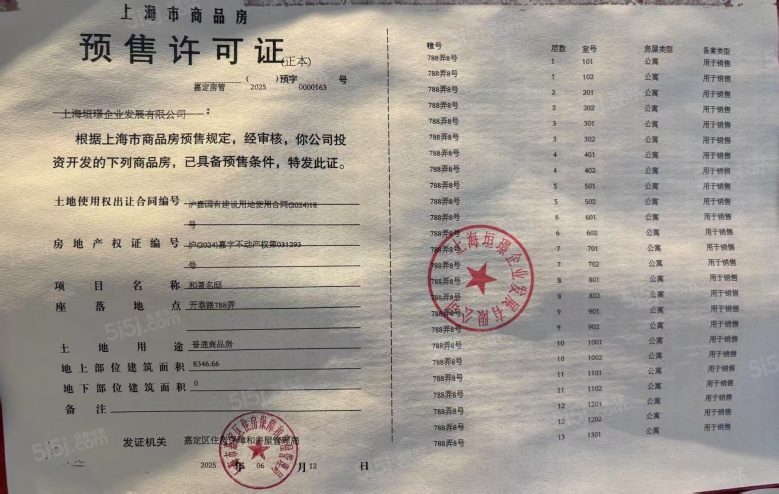 上海市商品房
预售许可证(正本)
嘉定房管 ( 2025 ) 预字 0000163 号
上海垣璟企业发展有限公司 :
根据上海市商品房预售规定，经审核，你公司投
资开发的下列商品房，已具备预售条件，特发此证。
土地使用权出让合同编号 沪嘉国有建设用地使用合同(2024)18
号
房地产权证编号 沪(2024)嘉字不动产权第031293
号
项目名称 和著名邸
座落地点 开泰路788弄
土地用途 普通商品房
地上部位建筑面积 8346.66
地下部位建筑面积 0
备注
发证机关 嘉定区住房保障和房屋管理局
2025 年 06 月 12 日
幢号 层数 室号 房屋类型 备案类型
788弄8号 1 101 公寓 用于销售
788弄8号 1 102 公寓 用于销售
788弄8号 2 201 公寓 用于销售
788弄8号 2 202 公寓 用于销售
788弄8号 3 301 公寓 用于销售
788弄8号 3 302 公寓 用于销售
788弄8号 4 401 公寓 用于销售
788弄8号 4 402 公寓 用于销售
788弄8号 5 501 公寓 用于销售
788弄8号 5 502 公寓 用于销售
788弄8号 6 601 公寓 用于销售
788弄8号 6 602 公寓 用于销售
788弄8号 7 701 公寓 用于销售
788弄8号 7 702 公寓 用于销售
788弄8号 8 801 公寓 用于销售
788弄8号 8 802 公寓 用于销售
788弄8号 9 901 公寓 用于销售
788弄8号 9 902 公寓 用于销售
788弄8号 10 1001 公寓 用于销售
788弄8号 10 1002 公寓 用于销售
788弄8号 11 1101 公寓 用于销售
788弄8号 11 1102 公寓 用于销售
788弄8号 12 1201 公寓 用于销售
788弄8号 12 1202 公寓 用于销售
788弄8号 13 1301 公寓 用于销售
上海垣璟企业发展有限公司
5i5j.com